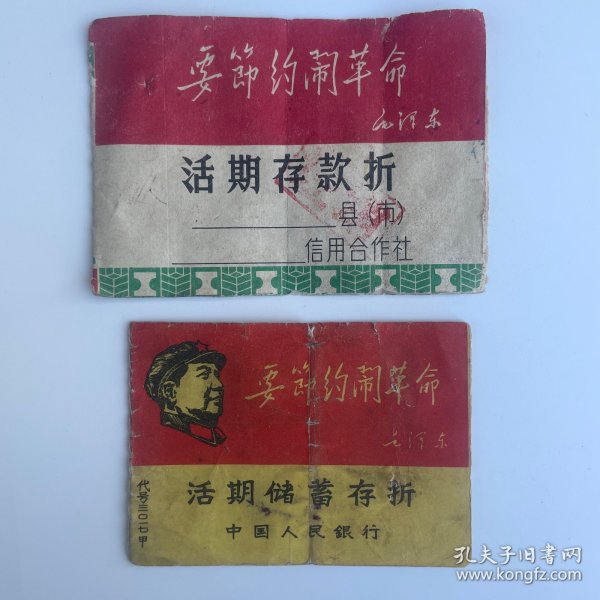 要節约闹革命
毛泽东
活期存款折
县(市)
信用合作社
要節约闹革命
毛泽东
活期储蓄存折
中国人民銀行
代号三〇一七甲
孔夫子旧书网
www.kongfz.com